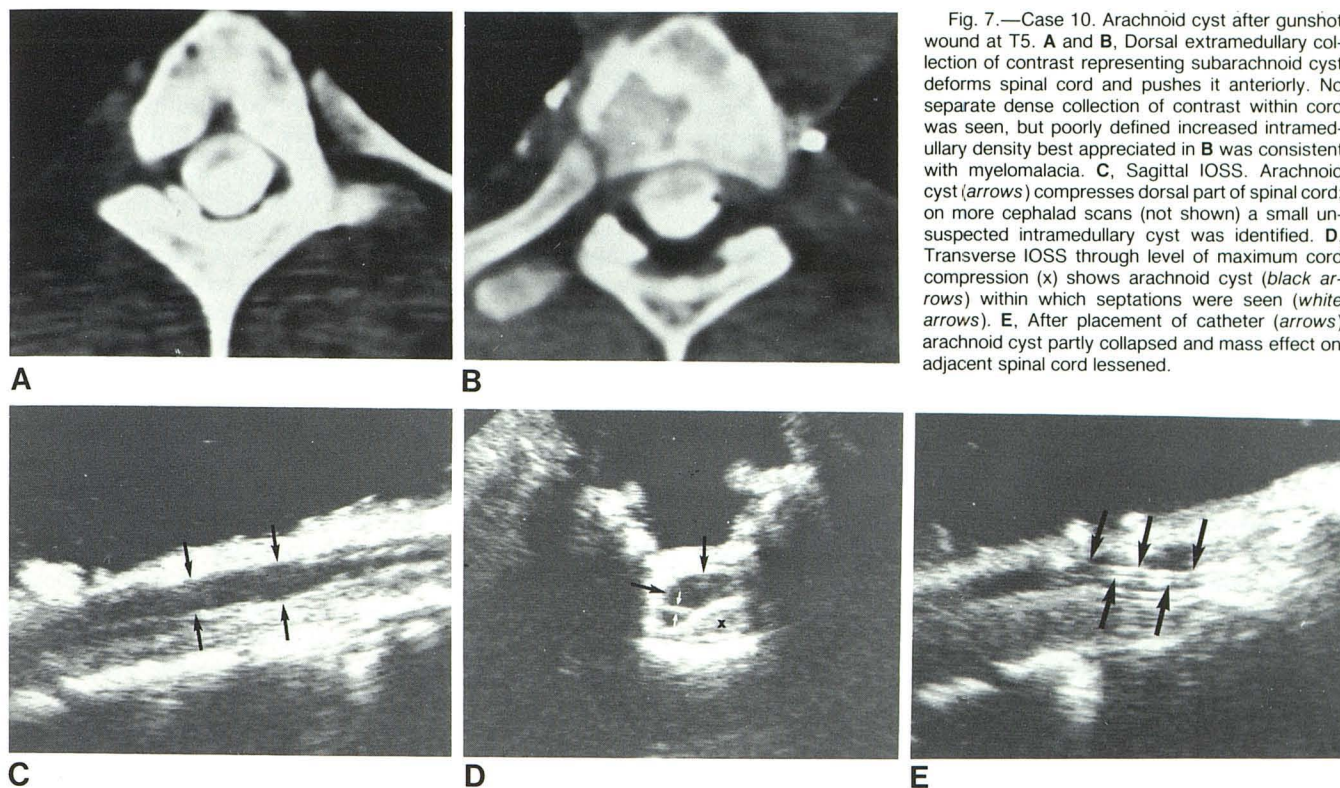 Fig. 7.—Case 10. Arachnoid cyst after gunshot
wound at T5. A and B, Dorsal extramedullary col-
lection of contrast representing subarachnoid cyst
deforms spinal cord and pushes it anteriorly. No
separate dense collection of contrast within cord
was seen, but poorly defined increased intramed-
ullary density best appreciated in B was consistent
with myelomalacia. C, Sagittal IOSS. Arachnoid
cyst (arrows) compresses dorsal part of spinal cord;
on more cephalad scans (not shown) a small un-
suspected intramedullary cyst was identified. D,
Transverse IOSS through level of maximum cord
compression (x) shows arachnoid cyst (black ar-
rows) within which septations were seen (white
arrows). E, After placement of catheter (arrows)
arachnoid cyst partly collapsed and mass effect on
adjacent spinal cord lessened.
A
B
x
C
D
E